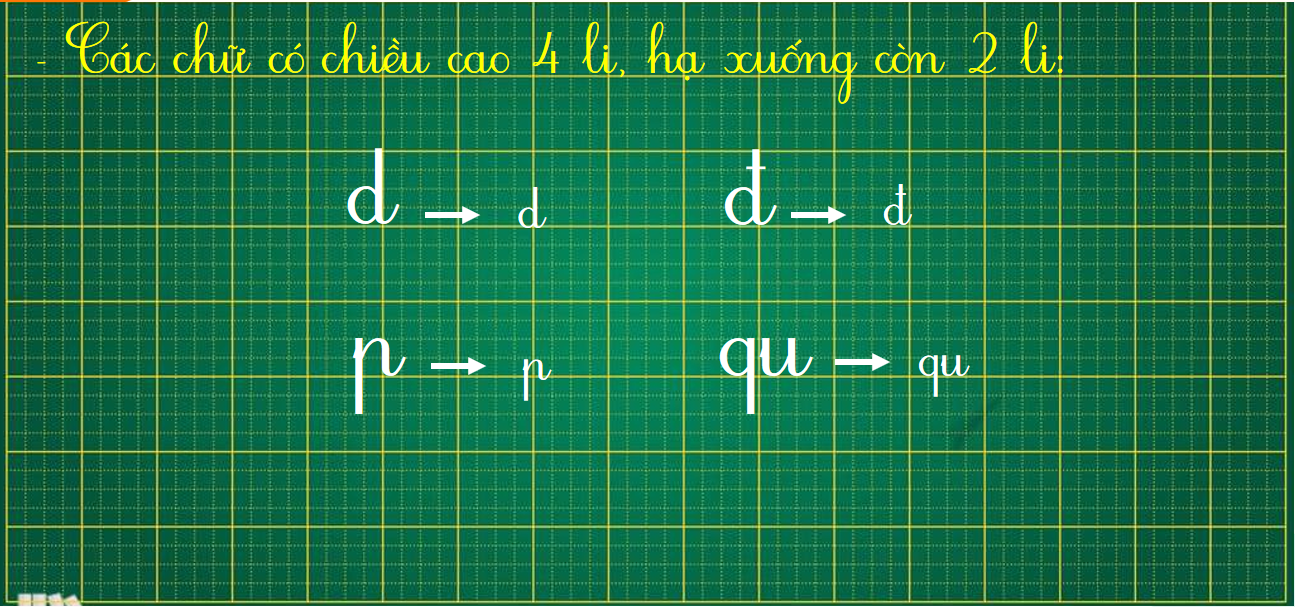 - Các chữ có chiều cao 4 li, hạ xuống còn 2 li:
d → d đ → đ
p → p qu → qu